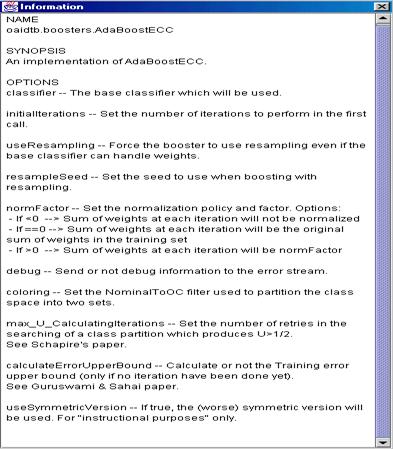 Information
NAME
oaidtb.boosters.AdaBoostECC
SYNOPSIS
An implementation of AdaBoostECC.
OPTIONS
classifier -- The base classifier which will be used.
initialIterations -- Set the number of iterations to perform in the first
call.
useResampling -- Force the booster to use resampling even if the
base classifier can handle weights.
resampleSeed -- Set the seed to use when boosting with
resampling.
normFactor -- Set the normalization policy and factor. Options:
- If <0 --> Sum of weights at each iteration will not be normalized
- If ==0 --> Sum of weights at each iteration will be the original
sum of weights in the training set
- If >0 --> Sum of weights at each iteration will be normFactor
debug -- Send or not debug information to the error stream.
coloring -- Set the NominalToOC filter used to partition the class
space into two sets.
max_U_CalculatingIterations -- Set the number of retries in the
searching of a class partition which produces U>1/2.
See Schapire's paper.
calculateErrorUpperBound -- Calculate or not the Training error
upper bound (only if no iteration have been done yet).
See Guruswami & Sahai paper.
useSymmetricVersion -- If true, the (worse) symmetric version will
be used. For "instructional purposes" only.